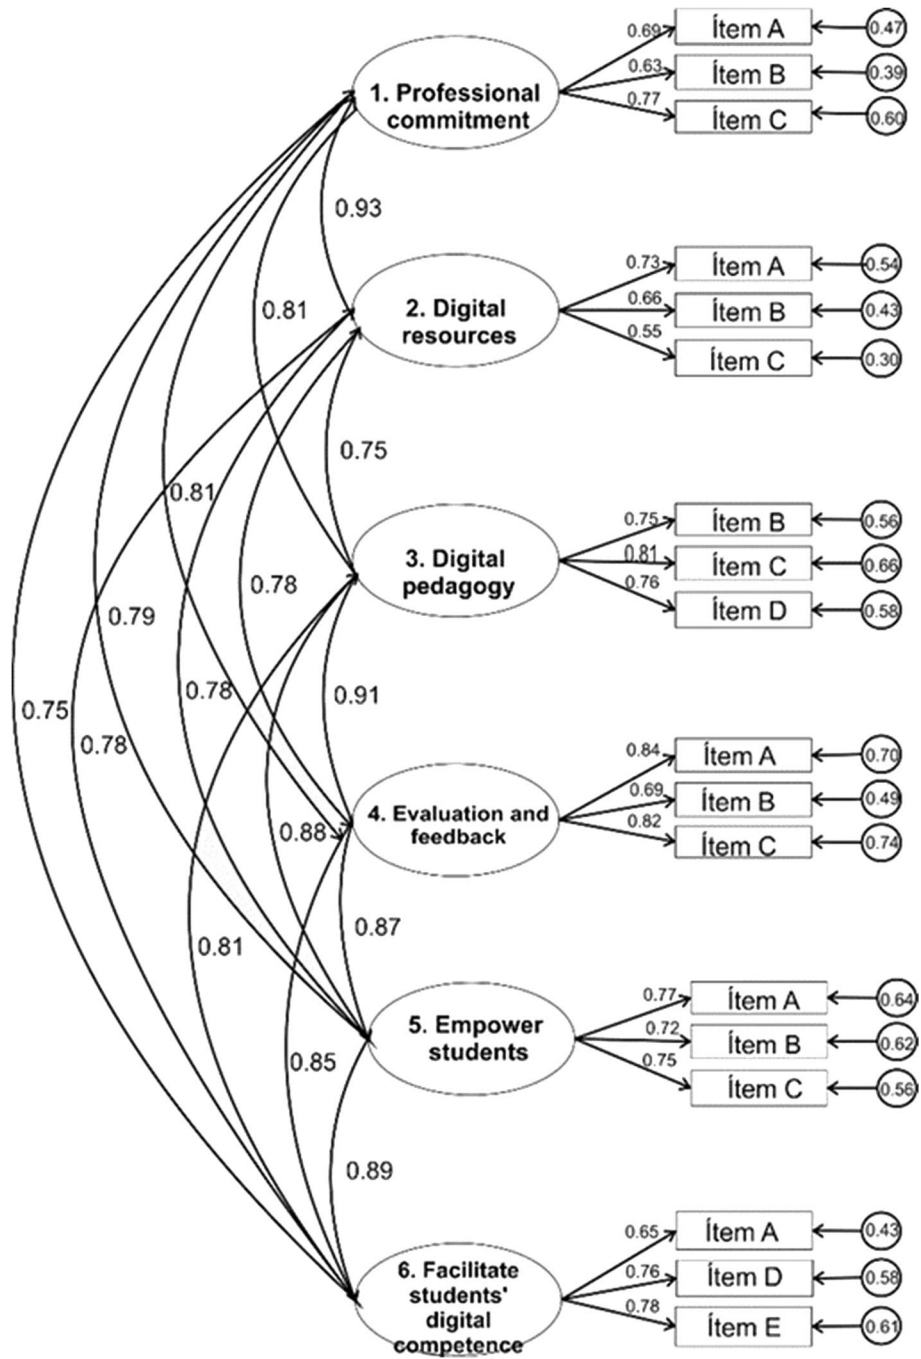 0.69
Ítem A
0.47
1. Professional
commitment
0.63
Ítem B
0.39
0.77
Ítem C
0.60
0.93
0.73
Ítem A
0.54
2. Digital
resources
0.66
Ítem B
0.43
0.55
Ítem C
0.30
0.81
0.75
0.81
0.75
Ítem B
0.56
3. Digital
pedagogy
0.81
Ítem C
0.66
0.76
Ítem D
0.58
0.78
0.79
0.78
0.91
0.75
0.78
0.84
Ítem A
0.70
4. Evaluation and
feedback
0.69
Ítem B
0.49
0.82
Ítem C
0.74
0.88
0.87
0.81
0.77
Ítem A
0.64
5. Empower
students
0.72
Ítem B
0.62
0.75
Ítem C
0.56
0.85
0.89
0.65
Ítem A
0.43
6. Facilitate
students'
digital
competence
0.76
Ítem D
0.58
0.78
Ítem E
0.61